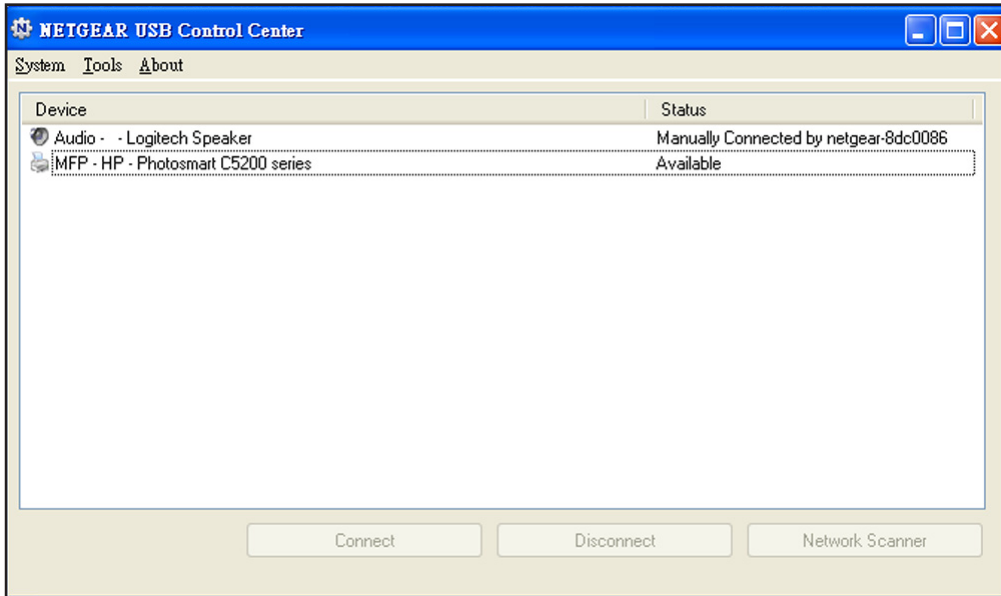 NETGEAR USB Control Center
System Tools About
Device Status
Audio - - Logitech Speaker Manually Connected by netgear-8dc0086
MFP - HP - Photosmart C5200 series Available
Connect Disconnect Network Scanner